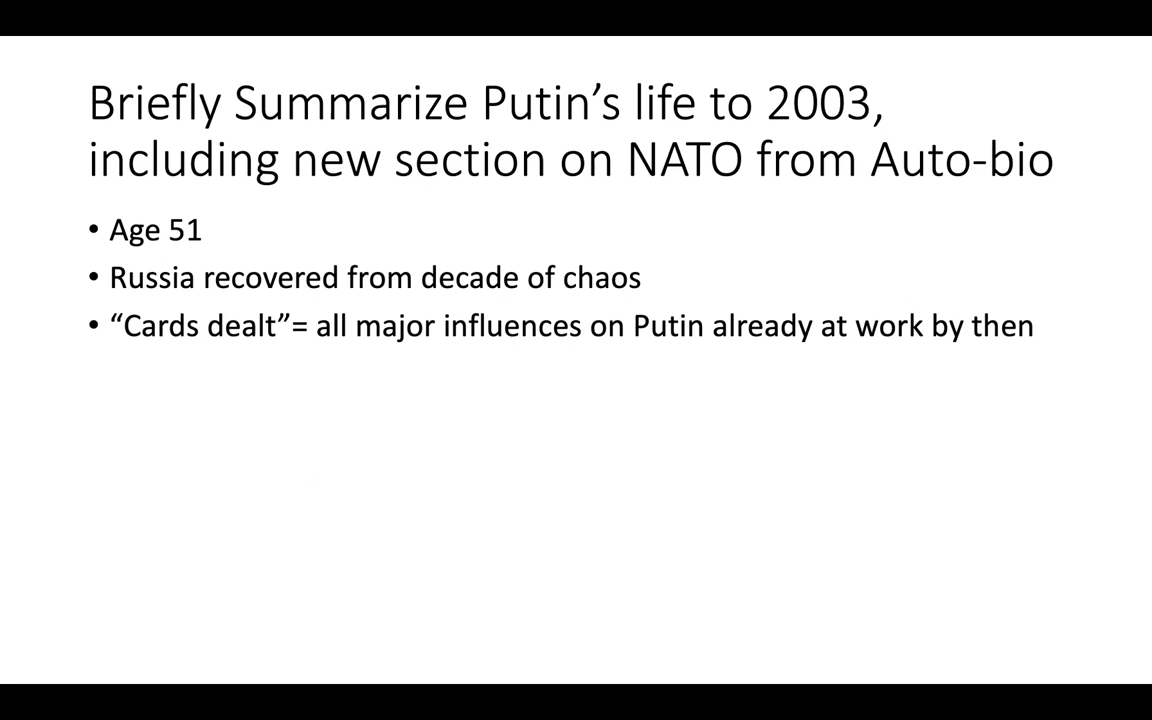 Briefly Summarize Putin’s life to 2003,
including new section on NATO from Auto-bio
• Age 51
• Russia recovered from decade of chaos
• “Cards dealt”= all major influences on Putin already at work by then